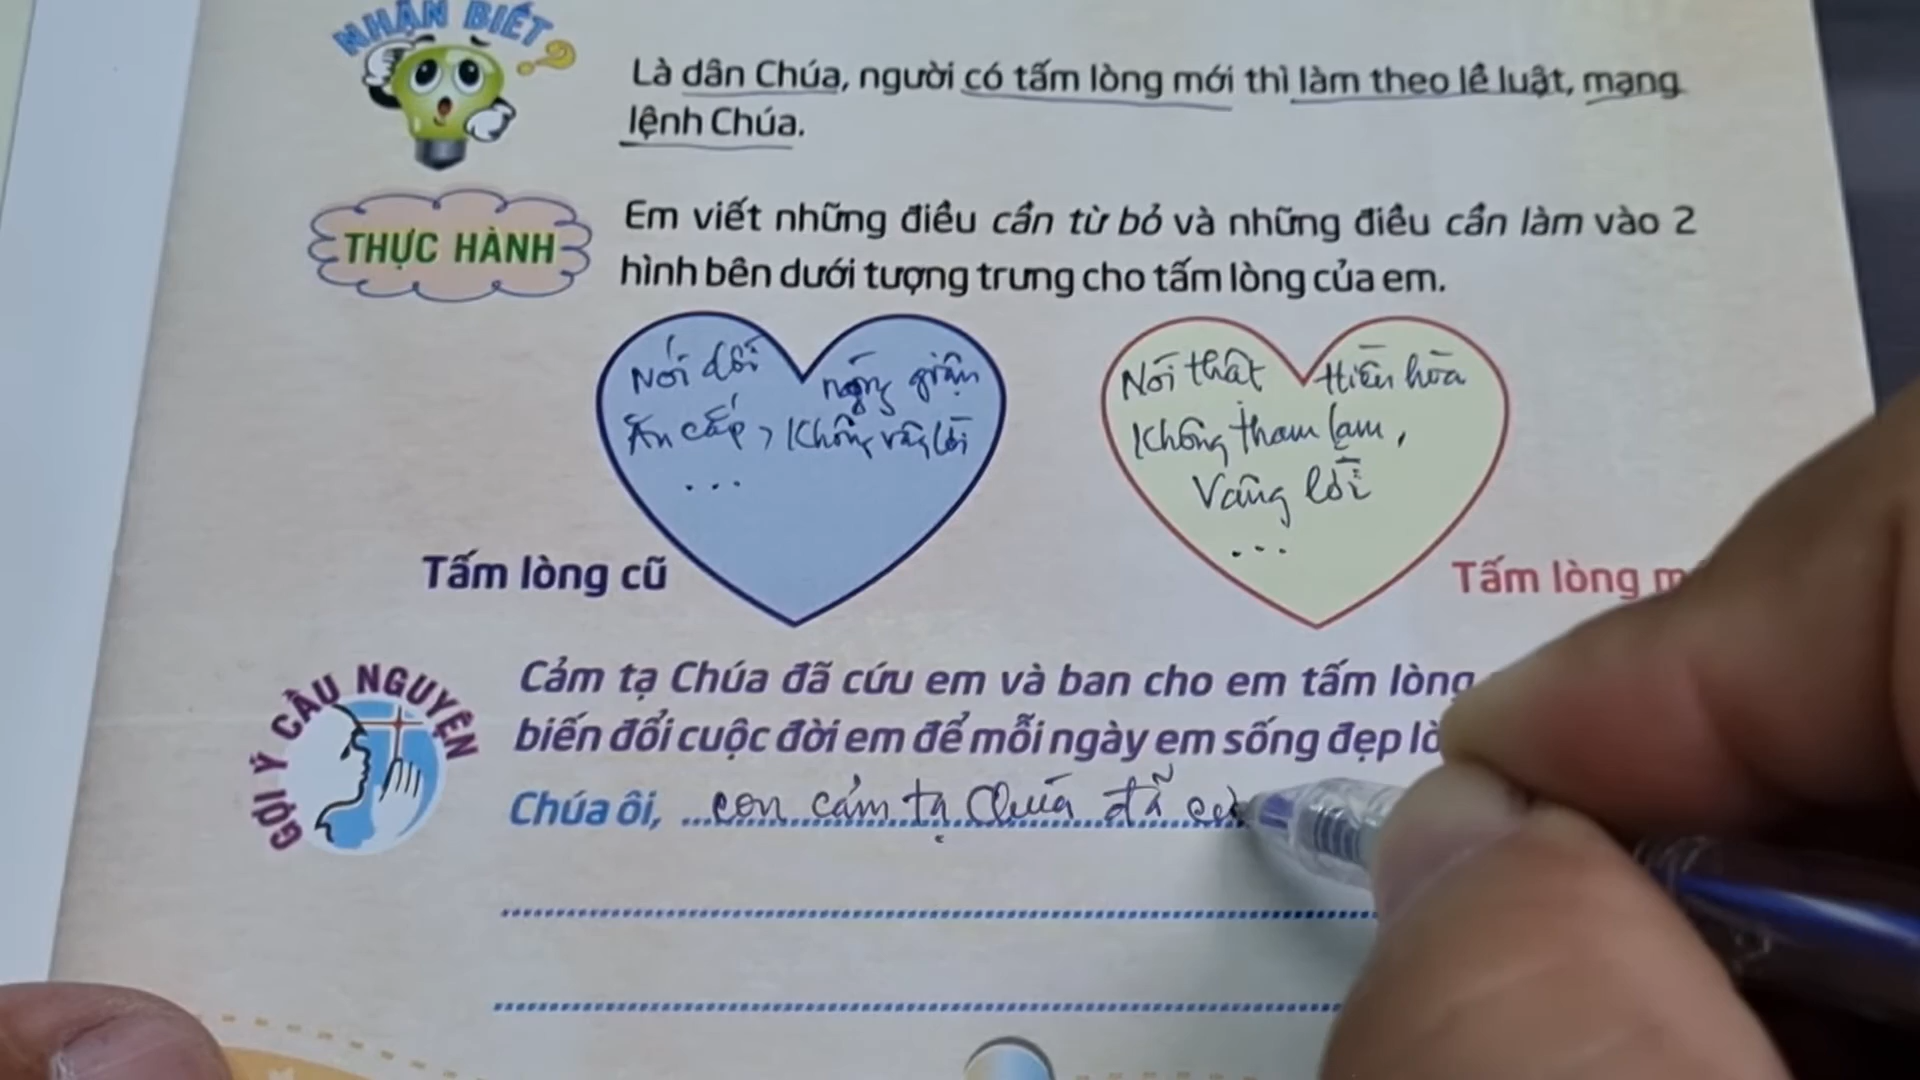 NHẬN BIẾT
Là dân Chúa, người có tấm lòng mới thì làm theo lề luật, mạng
lệnh Chúa.
THỰC HÀNH
Em viết những điều cần từ bỏ và những điều cần làm vào 2
hình bên dưới tượng trưng cho tấm lòng của em.
Nói dối nóng giận
Ăn cắp, Không vâng lời
...
Nói thật Hiền hòa
Không tham lam,
Vâng lời
...
Tấm lòng cũ
Tấm lòng
GỢI Ý CẦU NGUYỆN
Cảm tạ Chúa đã cứu em và ban cho em tấm lòng
biến đổi cuộc đời em để mỗi ngày em sống đẹp
Chúa ôi, con cảm tạ Chúa đã